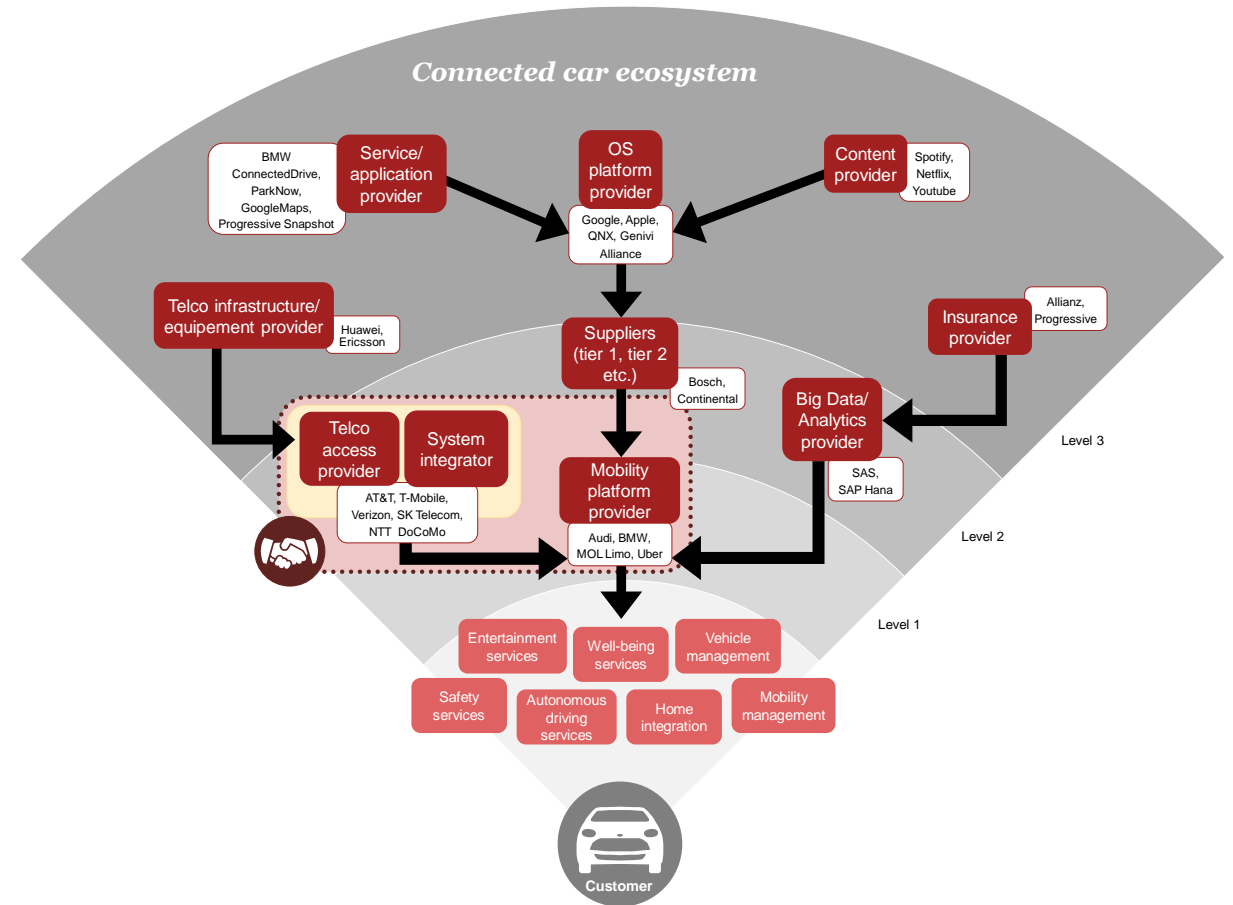 Connected car ecosystem
BMW
ConnectedDrive,
ParkNow,
GoogleMaps,
Progressive Snapshot
Service/
application
provider
OS
platform
provider
Google, Apple,
QNX, Genivi
Alliance
Content
provider
Spotify,
Netflix,
Youtube
Telco infrastructure/
equipement provider
Huawei,
Ericsson
Suppliers
(tier 1, tier 2
etc.)
Bosch,
Continental
Insurance
provider
Allianz,
Progressive
Big Data/
Analytics
provider
SAS,
SAP Hana
Level 3
Telco
access
provider
System
integrator
AT&T, T-Mobile,
Verizon, SK Telecom,
NTT DoCoMo
Mobility
platform
provider
Audi, BMW,
MOL Limo, Uber
Level 2
Level 1
Entertainment
services
Well-being
services
Vehicle
management
Safety
services
Autonomous
driving
services
Home
integration
Mobility
management
Customer